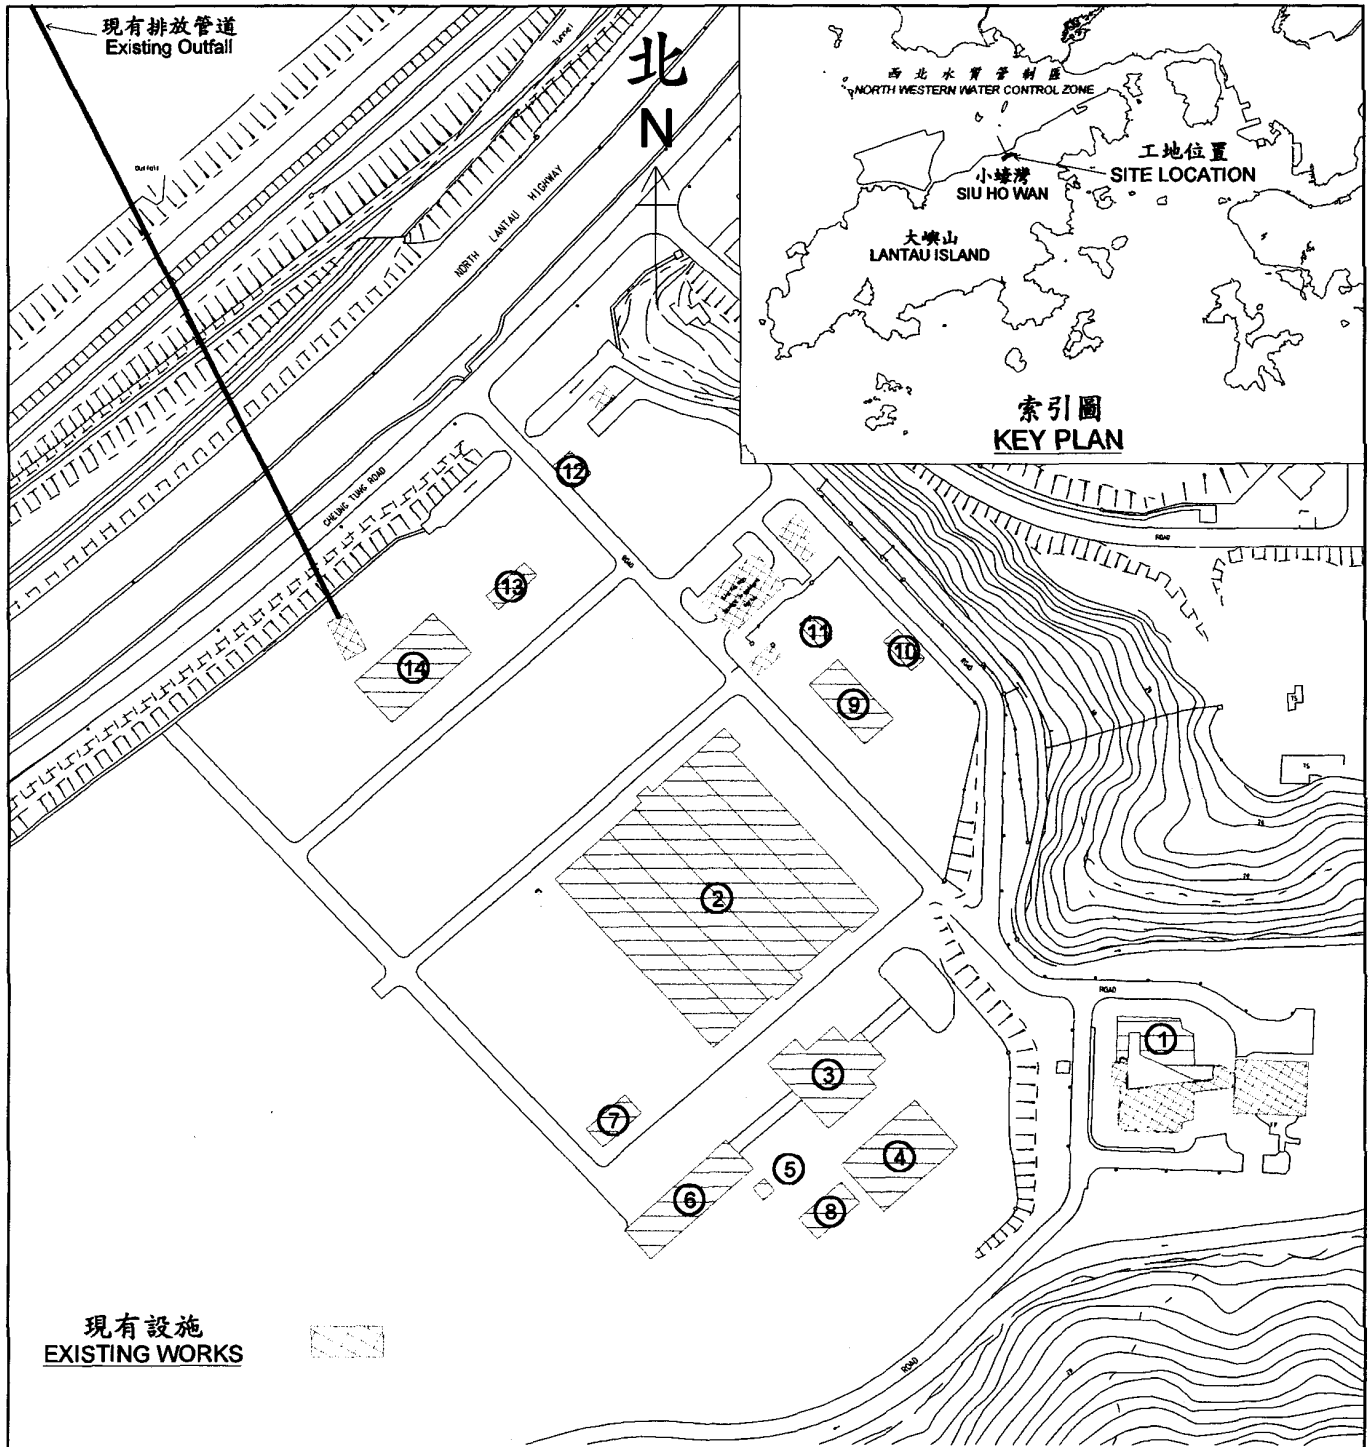 現有排放管道
Existing Outfall
Tunnel
北
N
Outfall
NORTH LANTAU HIGHWAY
CHEUNG TUNG ROAD
西北水質管制區
NORTH WESTERN WATER CONTROL ZONE
工地位置
SITE LOCATION
小蠔灣
SIU HO WAN
大嶼山
LANTAU ISLAND
索引圖
KEY PLAN
ROAD
12
ROAD
13
11
10
ROAD
14
9
TS
TS
2
ROAD
1
3
7
4
5
6
8
現有設施
EXISTING WORKS
ROAD